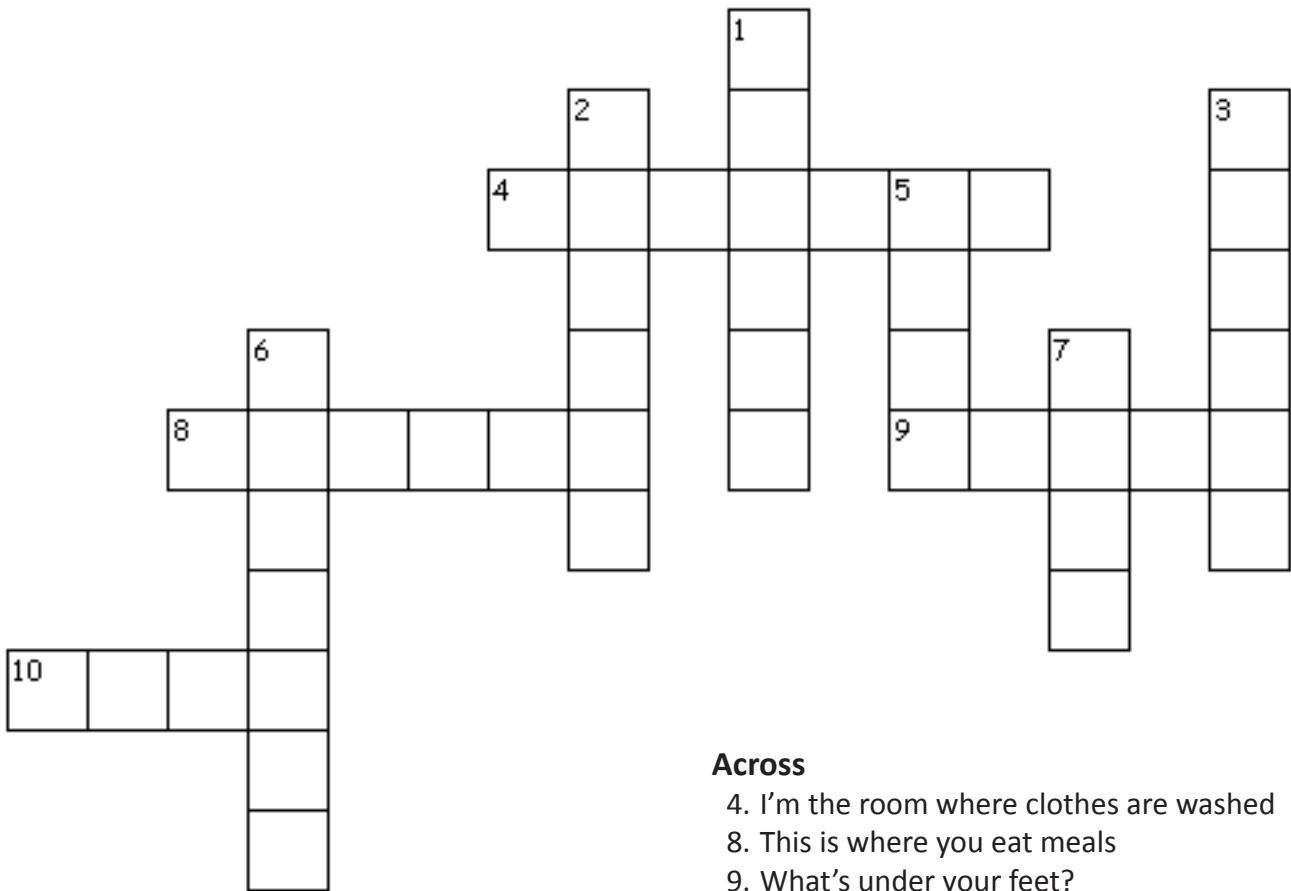 1
2
3
4
5
6
7
8
9
10
Across
4. I'm the room where clothes are washed
8. This is where you eat meals
9. What's under your feet?